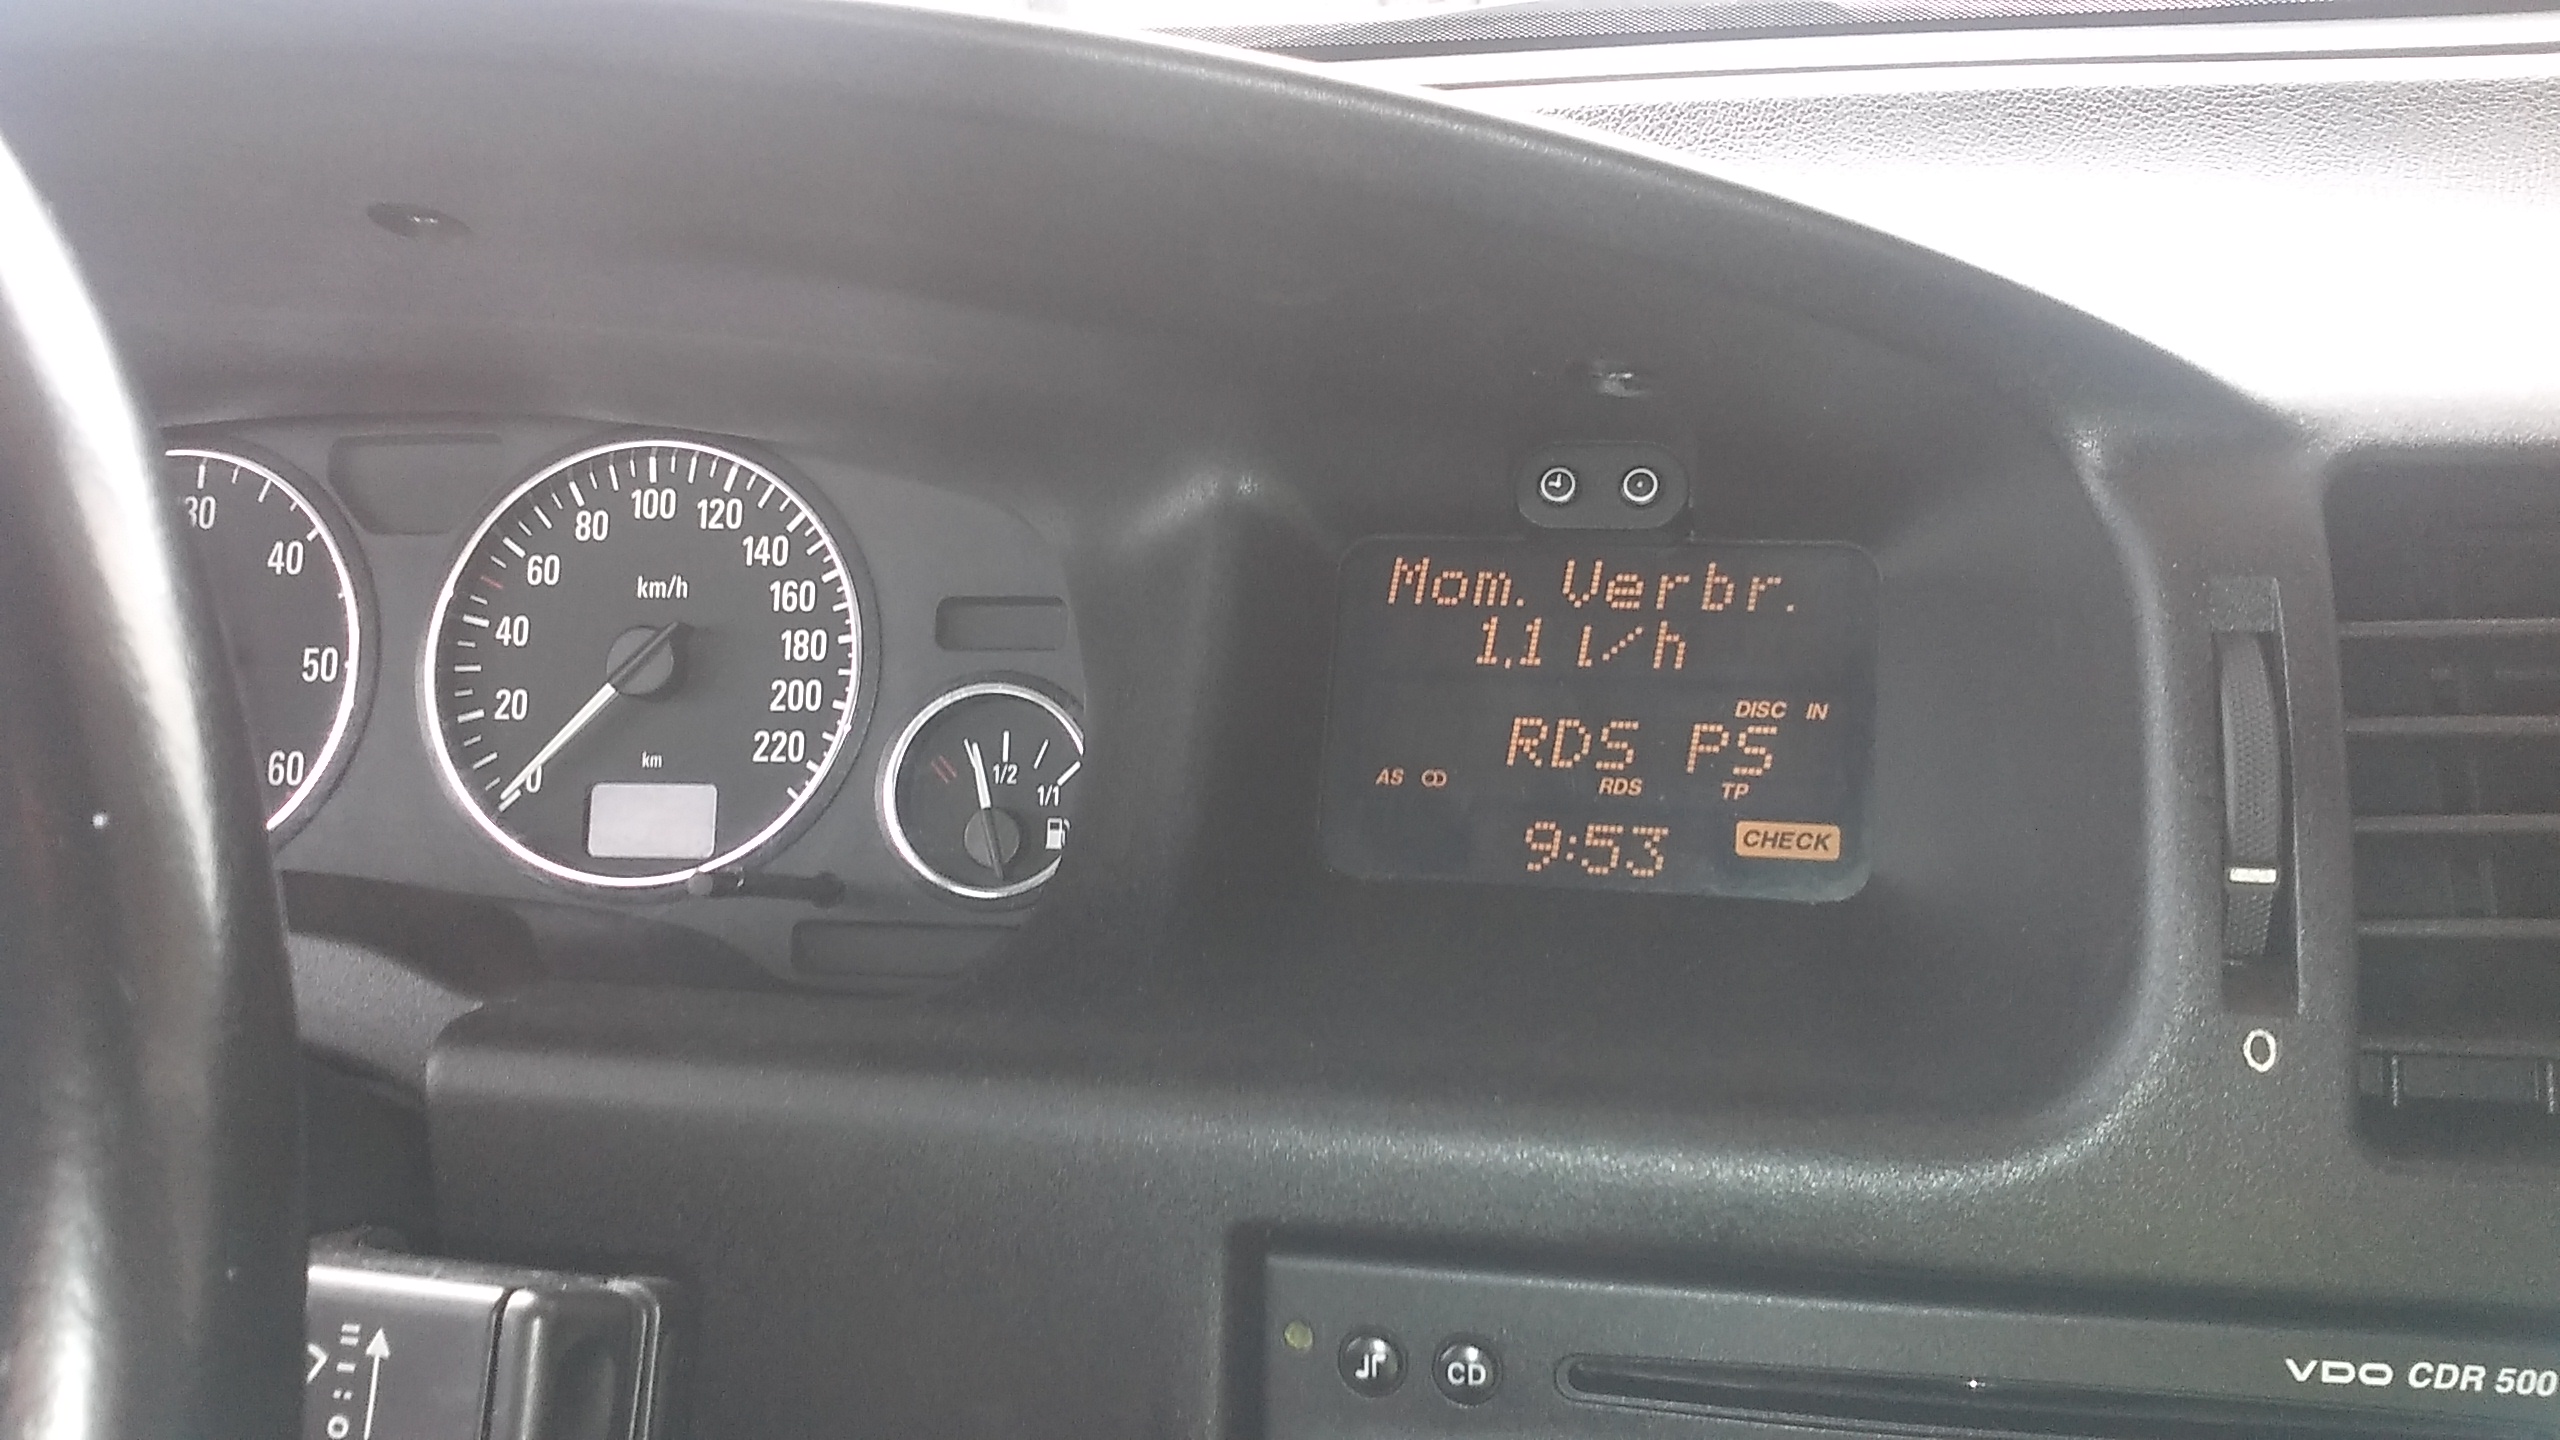 30
40
50
60
km/h
0
20
40
60
80
100
120
140
160
180
200
220
km
1/2
1/1
Mom. Verbr.
1,1 l/h
DISC IN
RDS PS
AS
RDS TP
9:53
CHECK
0
CD
VDO CDR 500